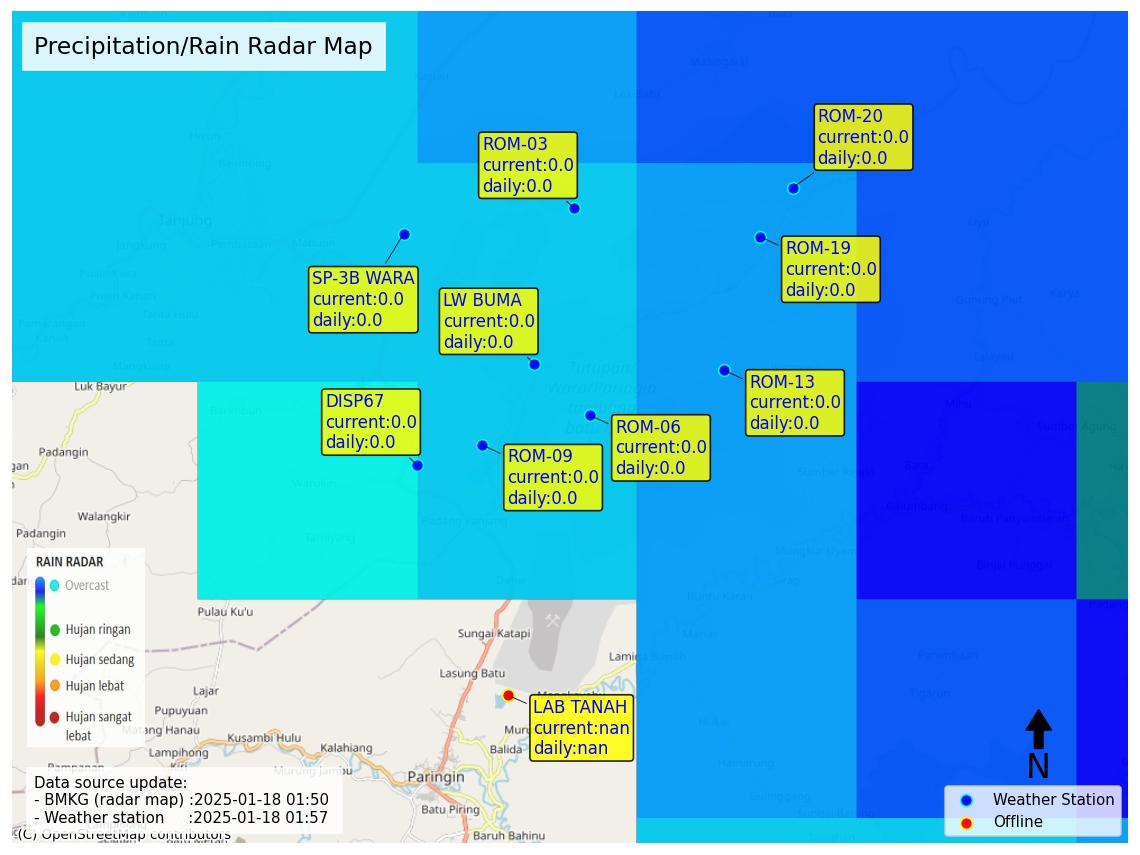 Precipitation/Rain Radar Map
ROM-20
current:0.0
daily:0.0
ROM-03
current:0.0
daily:0.0
Tanjung
ROM-19
current:0.0
daily:0.0
SP-3B WARA
current:0.0
daily:0.0
LW BUMA
current:0.0
daily:0.0
Luk Bayur
ROM-13
current:0.0
daily:0.0
DISP67
current:0.0
daily:0.0
ROM-06
current:0.0
daily:0.0
ROM-09
current:0.0
daily:0.0
Padangin
Walangkir
Padangin
RAIN RADAR
Overcast
Hujan ringan
Hujan sedang
Hujan lebat
Hujan sangat
lebat
Pulau Ku'u
Sungai Katapi
Lasung Batu
Lajar
Pupuyuan
Matang Hanau
Kusambi Hulu
Lampihong
Kalahiang
Murung Jambu
LAB TANAH
current:nan
daily:nan
Balida
Paringin
Batu Piring
Baruh Bahinu
N
Data source update:
- BMKG (radar map) :2025-01-18 01:50
- Weather station :2025-01-18 01:57
(C) OpenStreetMap contributors
Weather Station
Offline